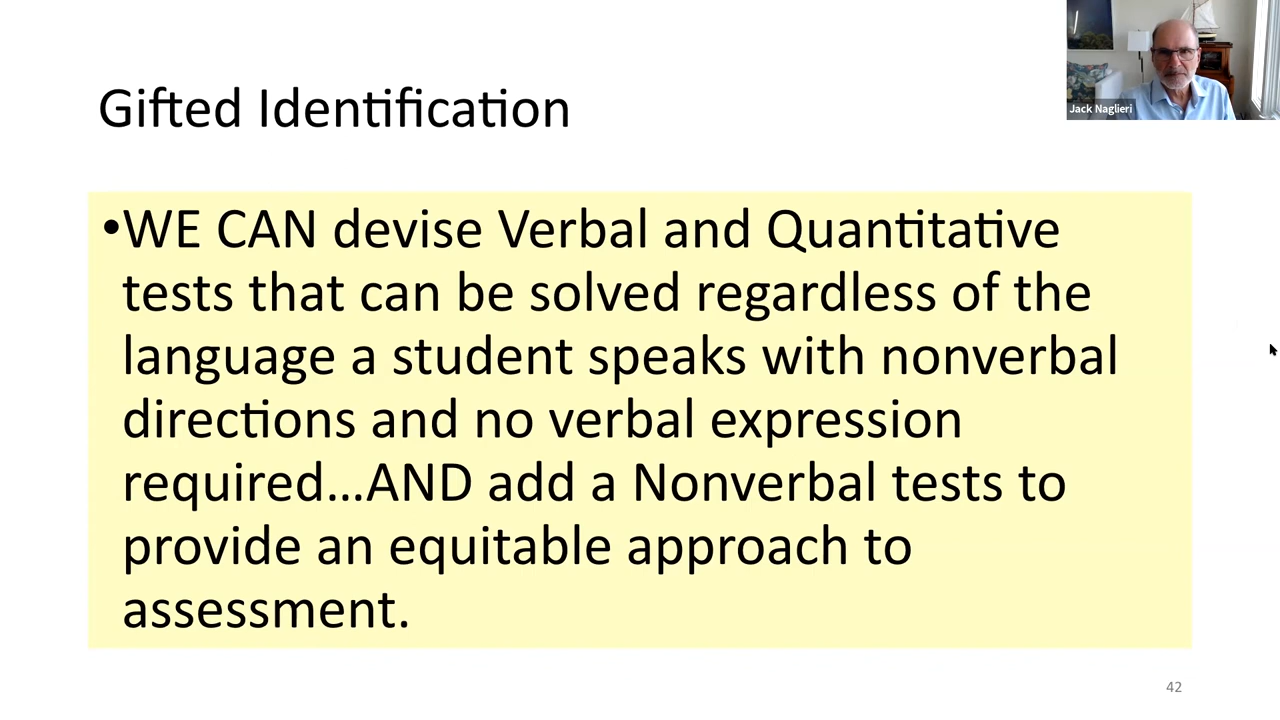 Jack Naglieri
Gifted Identification
•WE CAN devise Verbal and Quantitative
tests that can be solved regardless of the
language a student speaks with nonverbal
directions and no verbal expression
required...AND add a Nonverbal tests to
provide an equitable approach to
assessment.
42